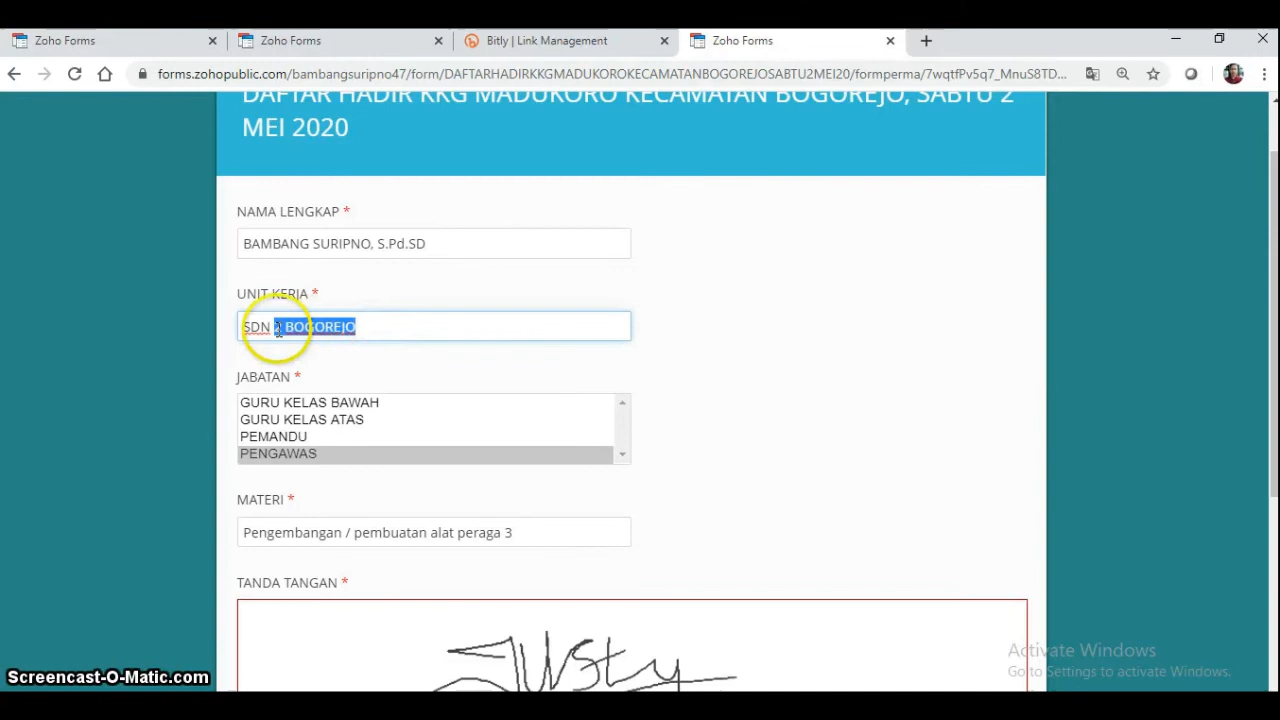 Zoho Forms
Zoho Forms
Bitly | Link Management
Zoho Forms
forms.zohopublic.com/bambangsuripno47/form/DAFTARHADIRKKGMADUKOROKECAMATANBOGOREJOSABTU2MEI20/formperma/7wqtfPv5q7_MnuS8TD...
DAFTAR HADIR KKG MADUKORO KECAMATAN BOGOREJO, SABTU 2
MEI 2020
NAMA LENGKAP *
BAMBANG SURIPNO, S.Pd.SD
UNIT KERJA *
SDN BOGOREJO
JABATAN *
GURU KELAS BAWAH
GURU KELAS ATAS
PEMANDU
PENGAWAS
MATERI *
Pengembangan / pembuatan alat peraga 3
TANDA TANGAN *
Activate Windows
Go to Settings to activate Windows.
Screencast-O-Matic.com